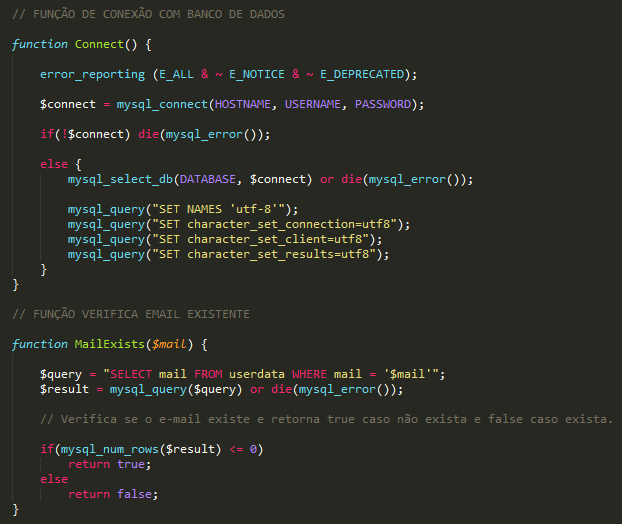 // FUNÇÃO DE CONEXÃO COM BANCO DE DADOS
function Connect() {
error_reporting (E_ALL & ~ E_NOTICE & ~ E_DEPRECATED);
$connect = mysql_connect(HOSTNAME, USERNAME, PASSWORD);
if(!$connect) die(mysql_error());
else {
mysql_select_db(DATABASE, $connect) or die(mysql_error());
mysql_query("SET NAMES 'utf-8'");
mysql_query("SET character_set_connection=utf8");
mysql_query("SET character_set_client=utf8");
mysql_query("SET character_set_results=utf8");
}
}
// FUNÇÃO VERIFICA EMAIL EXISTENTE
function MailExists($mail) {
$query = "SELECT mail FROM userdata WHERE mail = '$mail'";
$result = mysql_query($query) or die(mysql_error());
// Verifica se o e-mail existe e retorna true caso não exista e false caso exista.
if(mysql_num_rows($result) <= 0)
return true;
else
return false;
}